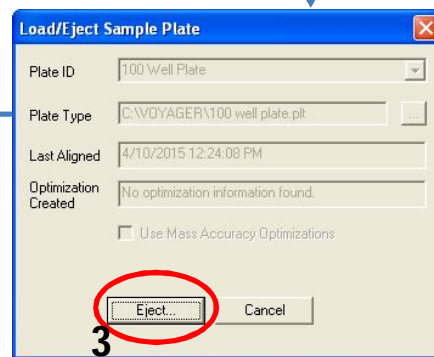 Load/Eject Sample Plate
Plate ID 100 Well Plate
Plate Type C:\VOYAGER\100 well plate.plt ...
Last Aligned 4/10/2015 12:24:08 PM
Optimization Created No optimization information found.
Use Mass Accuracy Optimizations
Eject... Cancel
3